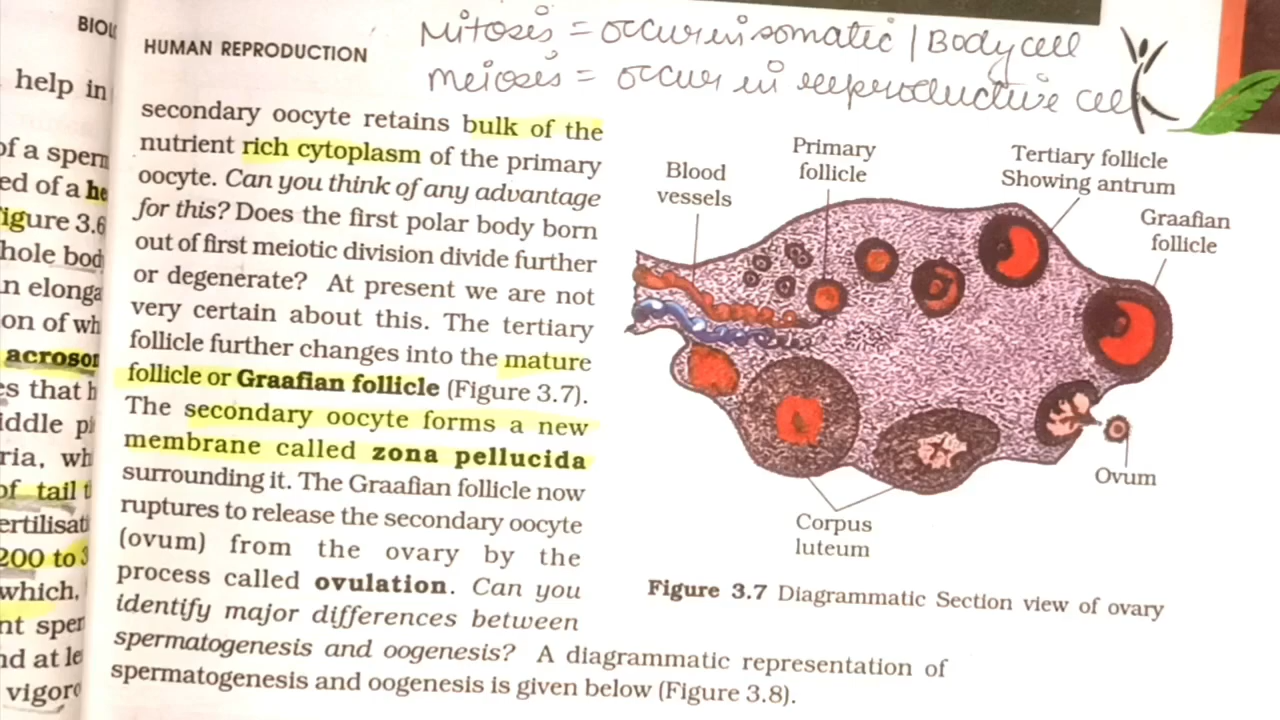 BIOL
help in
of a sperm
ed of a he
igure 3.6
hole bod
n elonga
on of wh
acrosor
es that h
iddle pi
ria, wh
of tail t
ertilisati
200 to 3
which,
nt sper
nd at le
vigoro
HUMAN REPRODUCTION
Mitosis = occur in somatic | Body cell
meiosis = occur in reeproductive cell
secondary oocyte retains bulk of the
nutrient rich cytoplasm of the primary
oocyte. Can you think of any advantage
for this? Does the first polar body born
out of first meiotic division divide further
or degenerate? At present we are not
very certain about this. The tertiary
follicle further changes into the mature
follicle or Graafian follicle (Figure 3.7).
The secondary oocyte forms a new
membrane called zona pellucida
surrounding it. The Graafian follicle now
ruptures to release the secondary oocyte
(ovum) from the ovary by the
process called ovulation. Can you
identify major differences between
spermatogenesis and oogenesis? A diagrammatic representation of
spermatogenesis and oogenesis is given below (Figure 3.8).
Blood
vessels
Primary
follicle
Tertiary follicle
Showing antrum
Graafian
follicle
Ovum
Corpus
luteum
Figure 3.7 Diagrammatic Section view of ovary